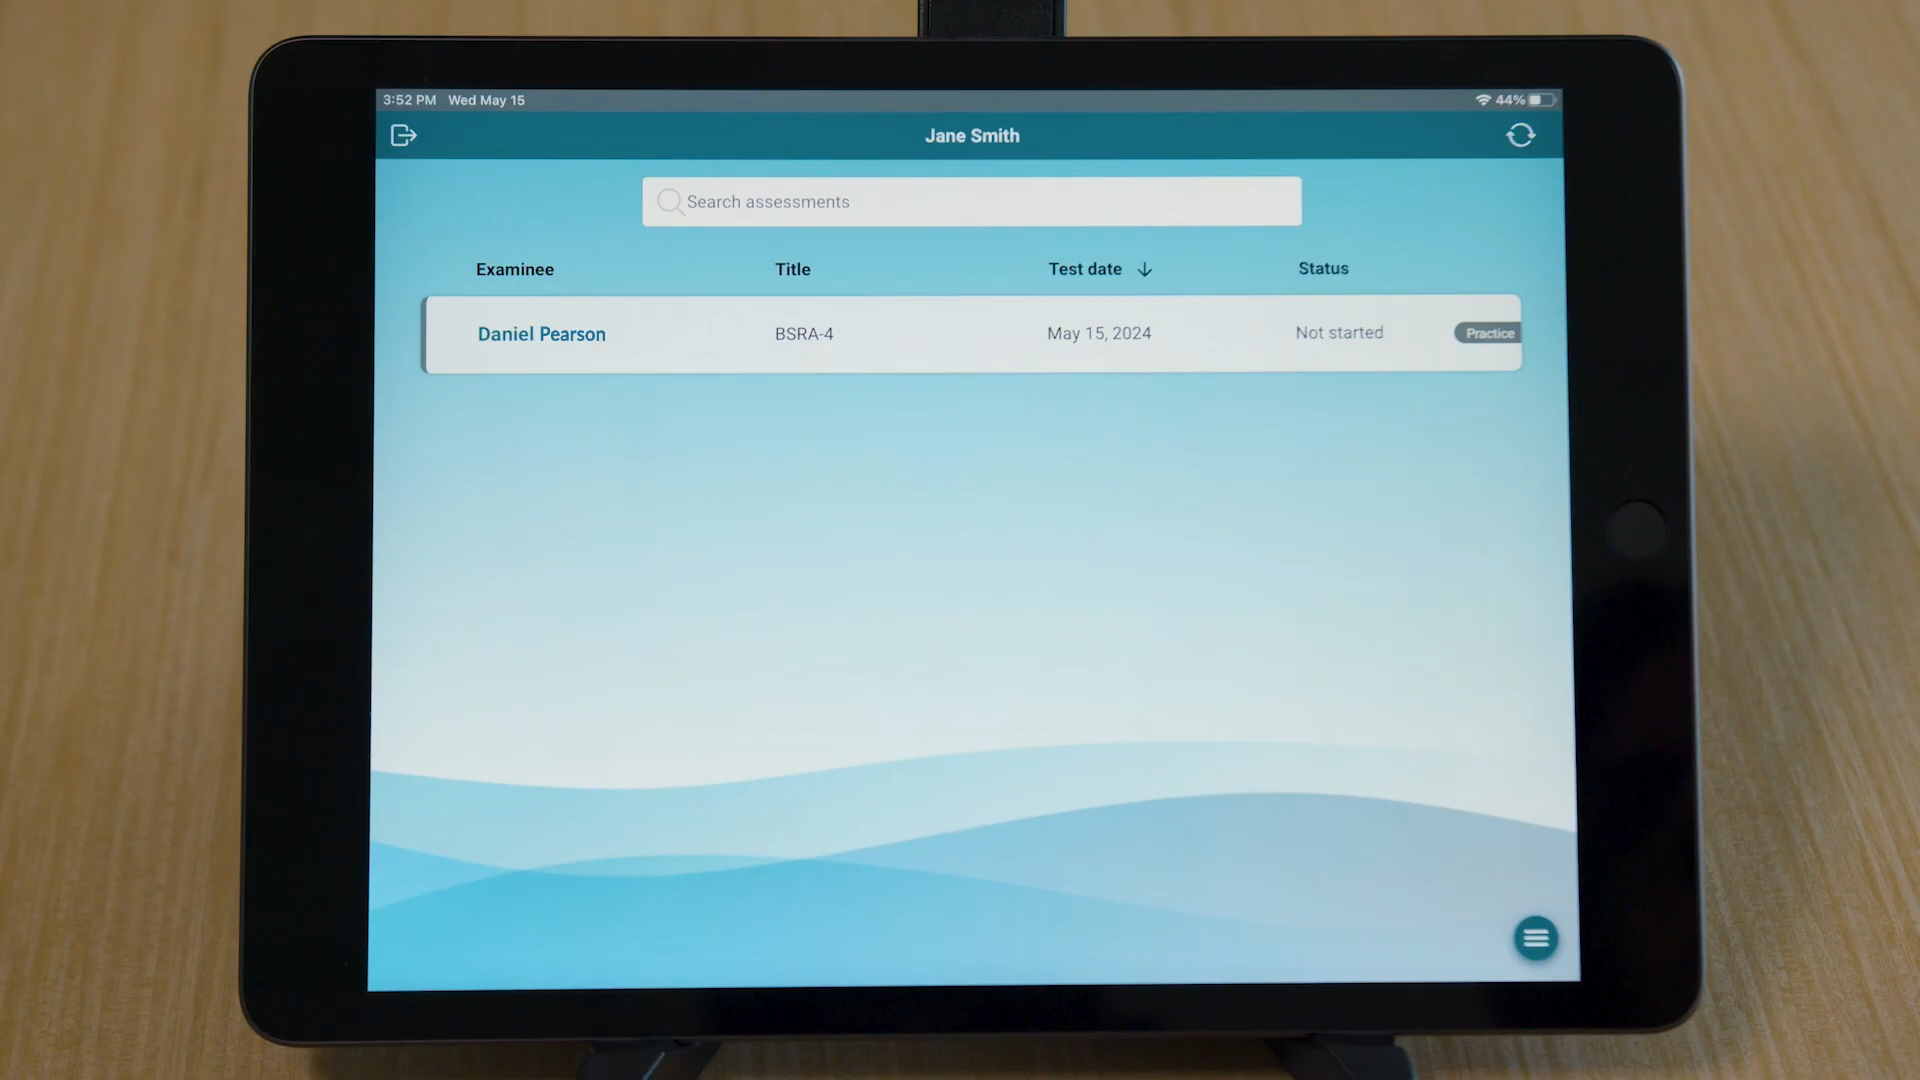 3:52 PM Wed May 15 44%
Jane Smith
Search assessments
Examinee Title Test date Status
Daniel Pearson BSRA-4 May 15, 2024 Not started Practice